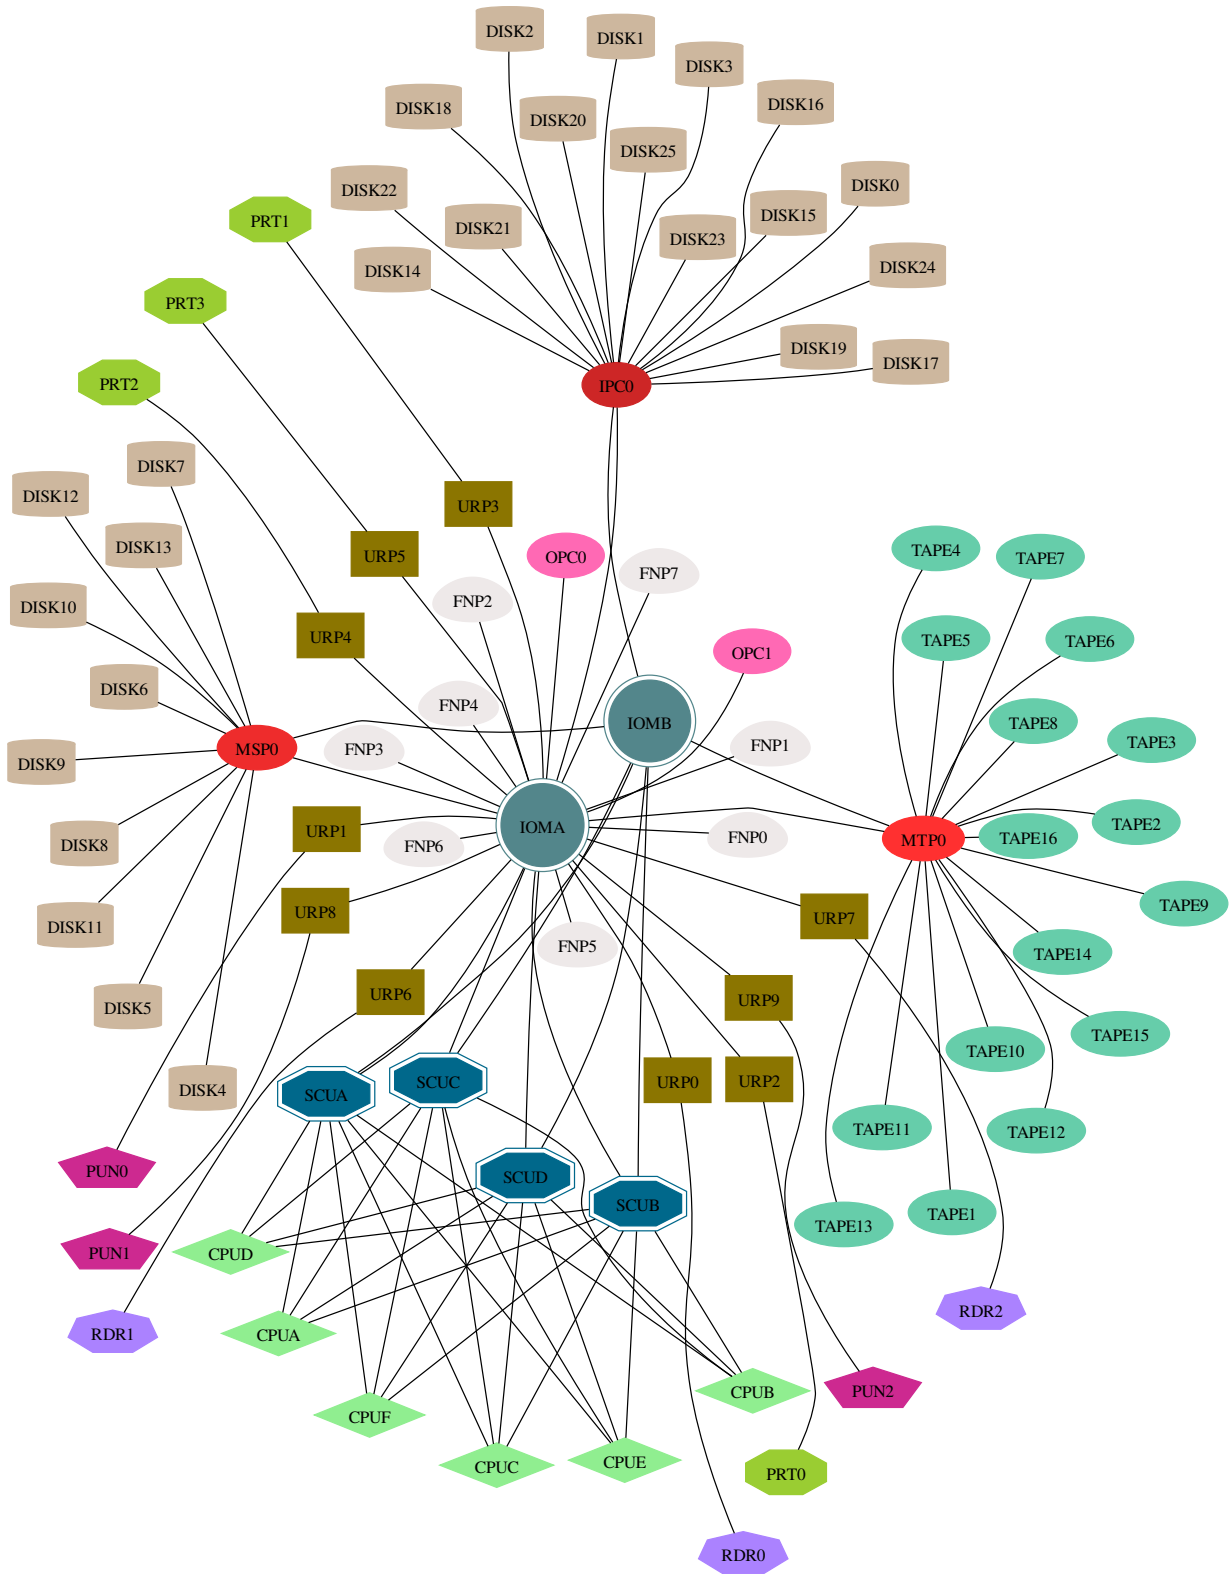 DISK2
DISK1
DISK3
DISK16
DISK18
DISK20
DISK25
DISK0
DISK22
DISK15
PRT1
DISK21
DISK23
DISK14
DISK24
PRT3
DISK19
DISK17
PRT2
IPC0
DISK7
DISK12
URP3
DISK13
TAPE4
URP5
OPC0
TAPE7
FNP7
FNP2
DISK10
URP4
TAPE5
TAPE6
OPC1
DISK6
FNP4
IOMB
TAPE8
TAPE3
FNP1
MSP0
FNP3
DISK9
TAPE2
IOMA
URP1
FNP0
TAPE16
MTP0
DISK8
FNP6
TAPE9
URP8
URP7
DISK11
FNP5
TAPE14
URP6
URP9
DISK5
TAPE15
TAPE10
SCUC
URP0
URP2
DISK4
SCUA
TAPE11
TAPE12
PUN0
SCUD
SCUB
TAPE1
TAPE13
PUN1
CPUD
RDR2
RDR1
CPUA
CPUB
PUN2
CPUF
CPUE
CPUC
PRT0
RDR0